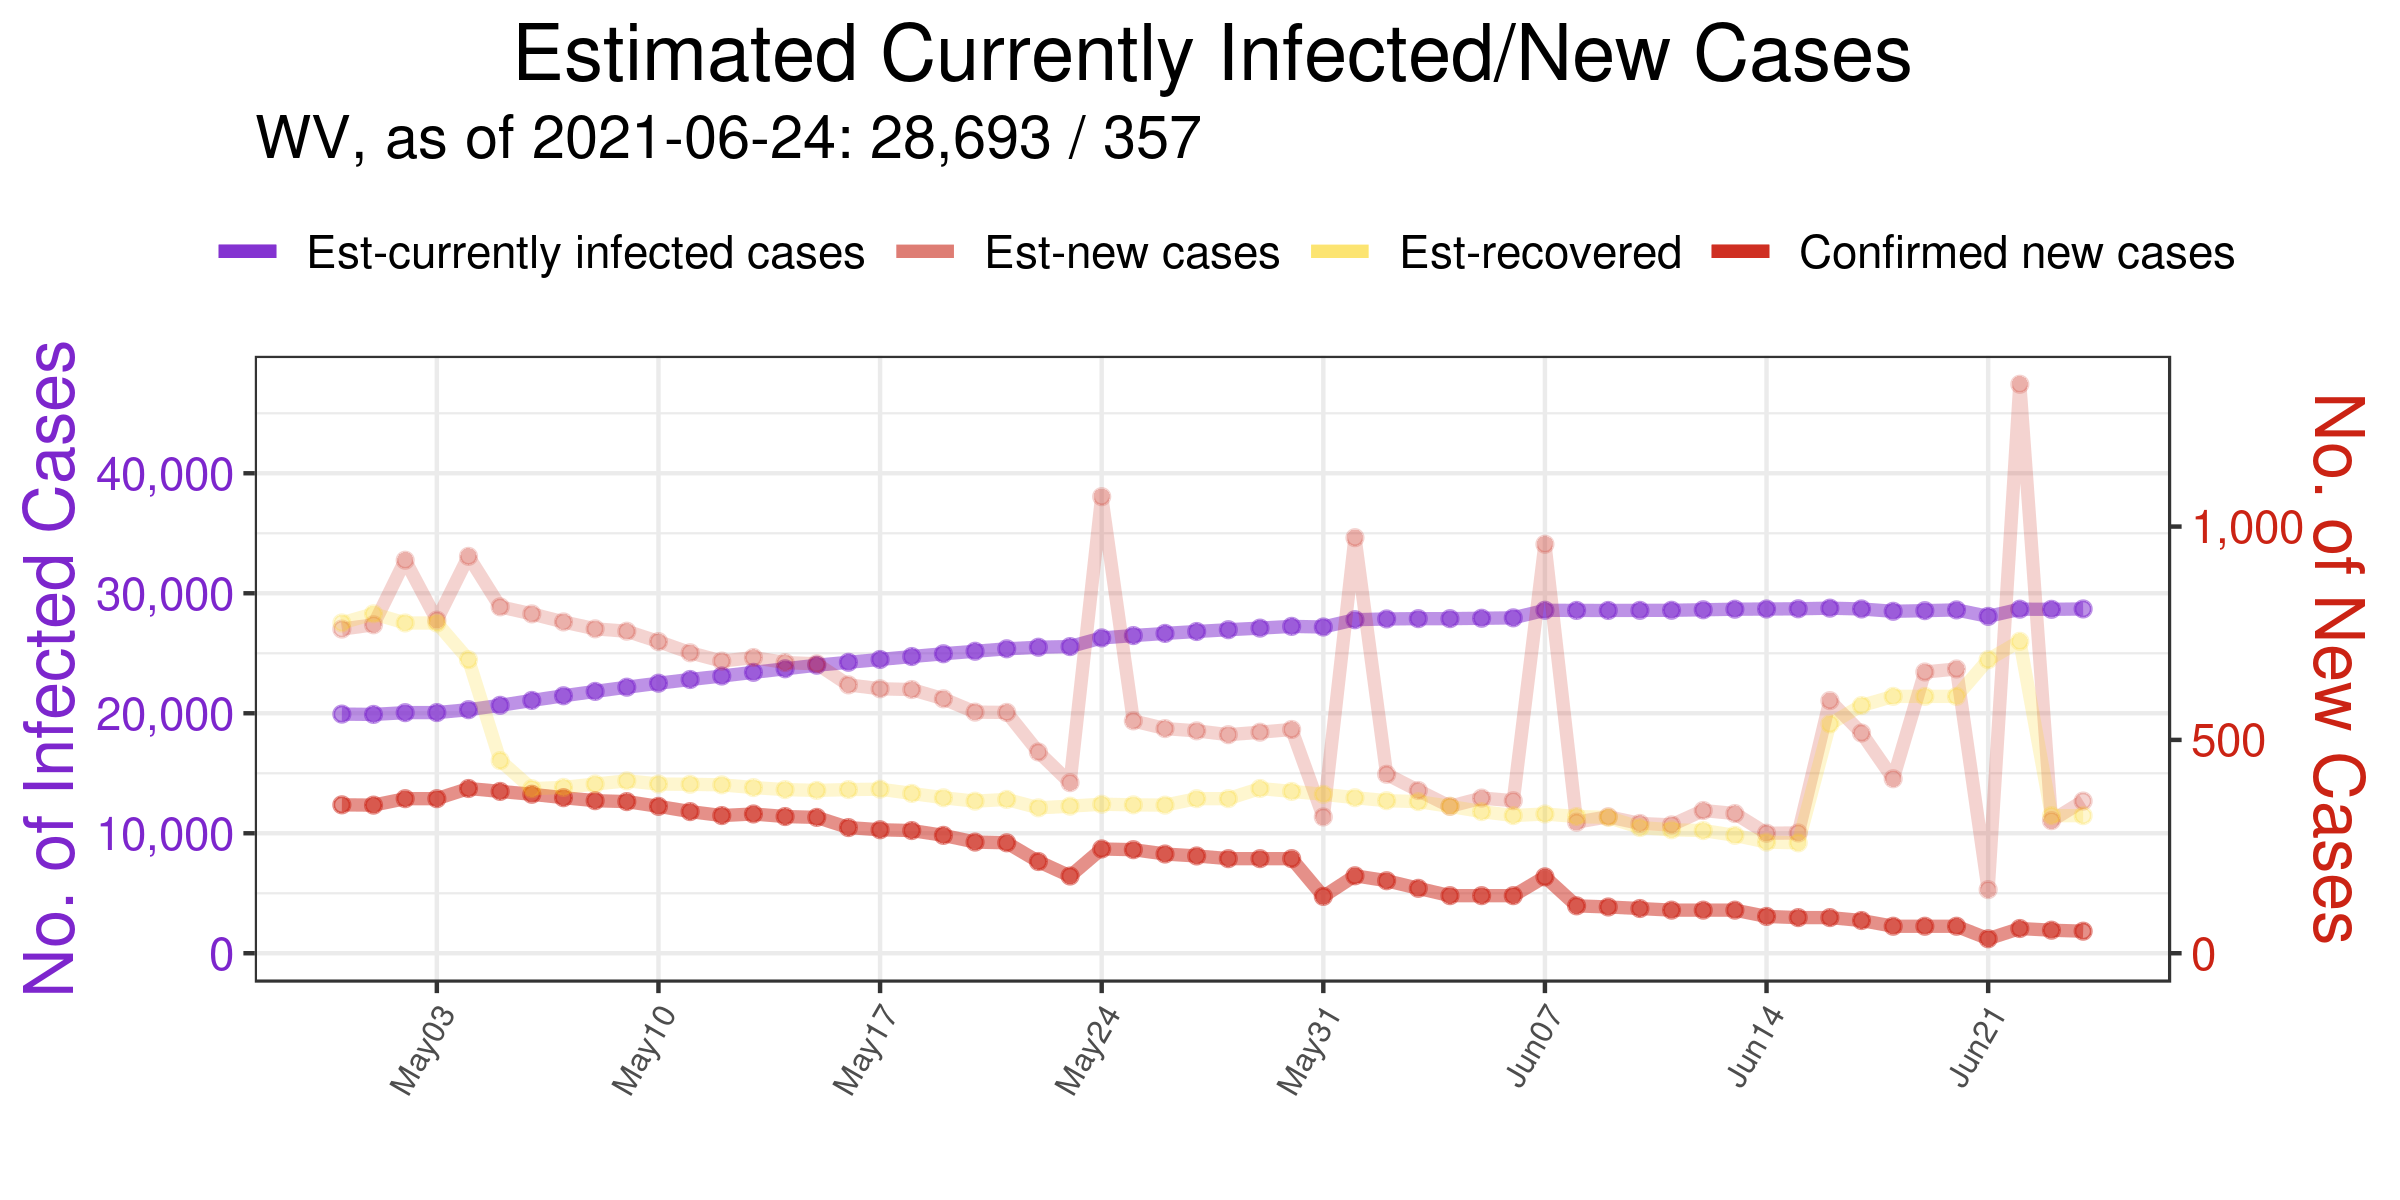 Estimated Currently Infected/New Cases
WV, as of 2021-06-24: 28,693 / 357
Est-currently infected cases Est-new cases Est-recovered Confirmed new cases
No. of Infected Cases
40,000
30,000
20,000
10,000
0
No. of New Cases
1,000
500
0
May03 May10 May17 May24 May31 Jun07 Jun14 Jun21